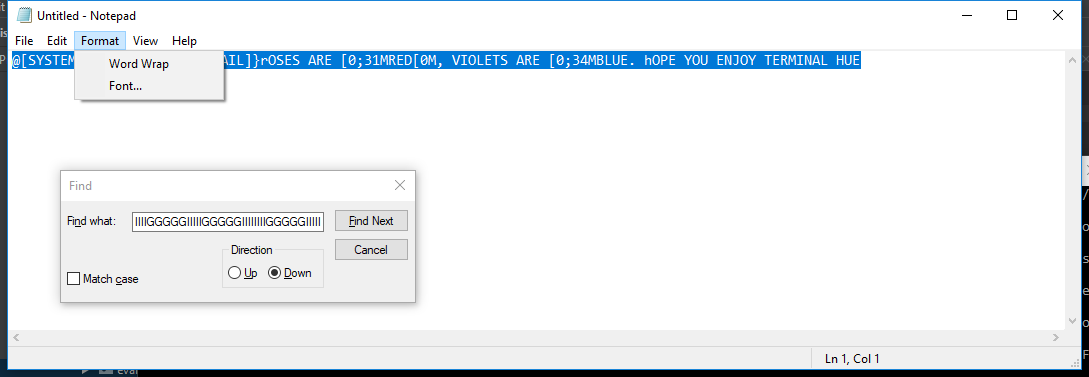 Untitled - Notepad
File Edit Format View Help
@[SYSTEM AIL]}rOSES ARE [0;31MRED[0M, VIOLETS ARE [0;34MBLUE. hOPE YOU ENJOY TERMINAL HUE
Word Wrap
Font...
Find
Find what: Find Next
Direction Cancel
Match case Up Down
Ln 1, Col 1
eval